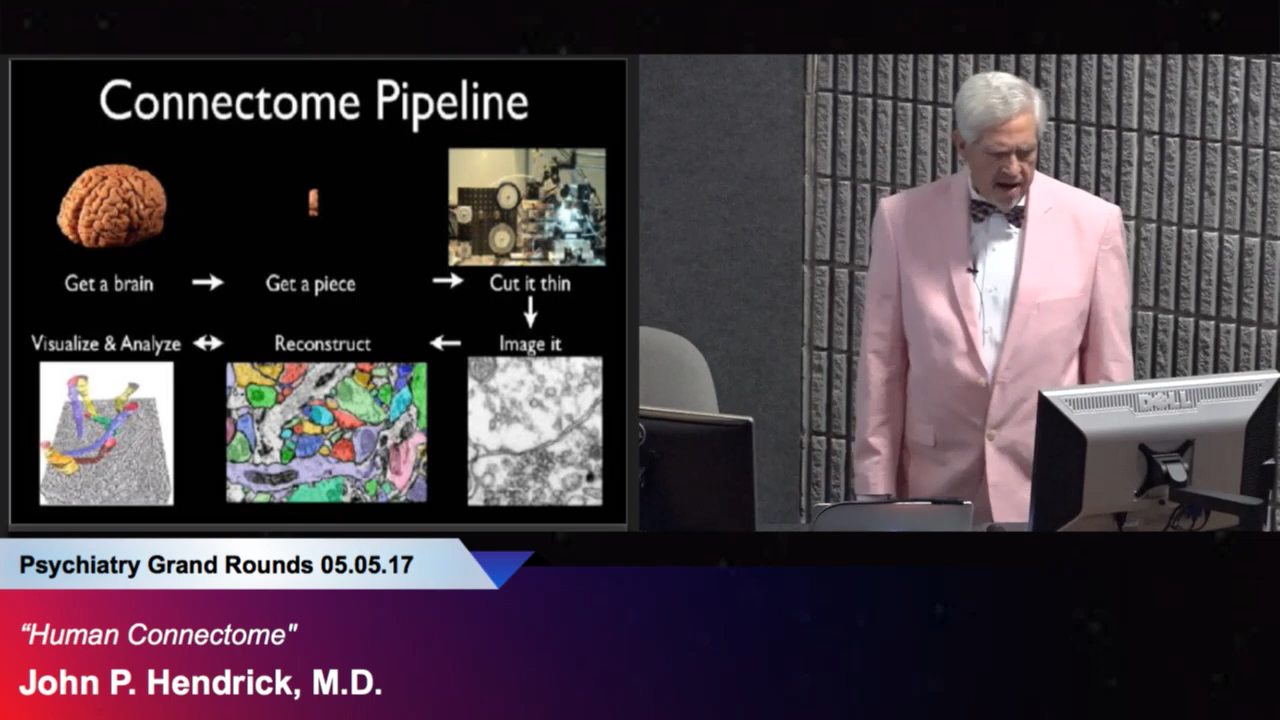 Connectome Pipeline
Get a brain → Get a piece → Cut it thin
Visualize & Analyze ↔ Reconstruct ← Image it
DELL
Psychiatry Grand Rounds 05.05.17
“Human Connectome"
John P. Hendrick, M.D.